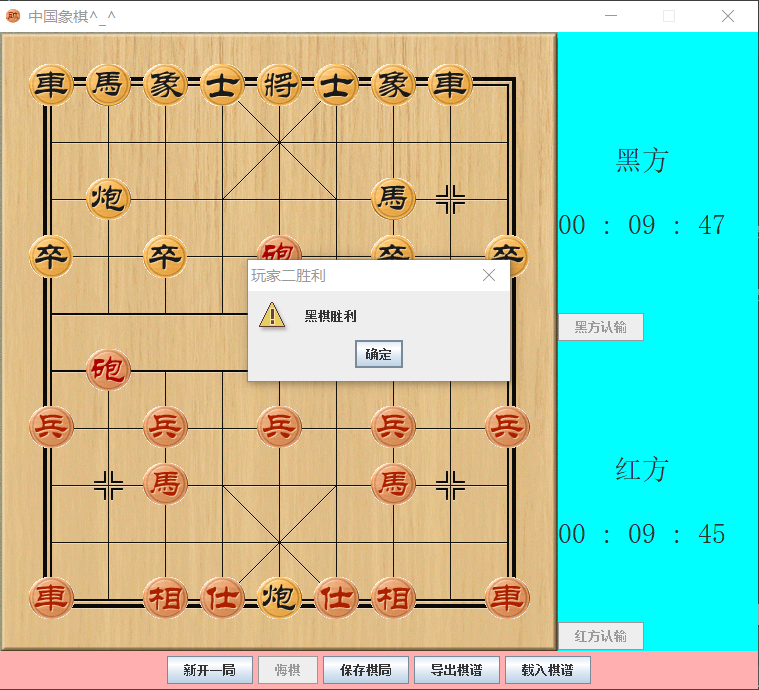 中国象棋^_^
車馬象士将士象車
炮馬
卒卒砲卒卒
玩家二胜利
黑棋胜利
确定
砲
兵兵兵兵兵
馬馬
車相仕炮仕相車
黑方
00 : 09 : 47
黑方认输
红方
00 : 09 : 45
红方认输
新开一局 悔棋 保存棋局 导出棋谱 载入棋谱